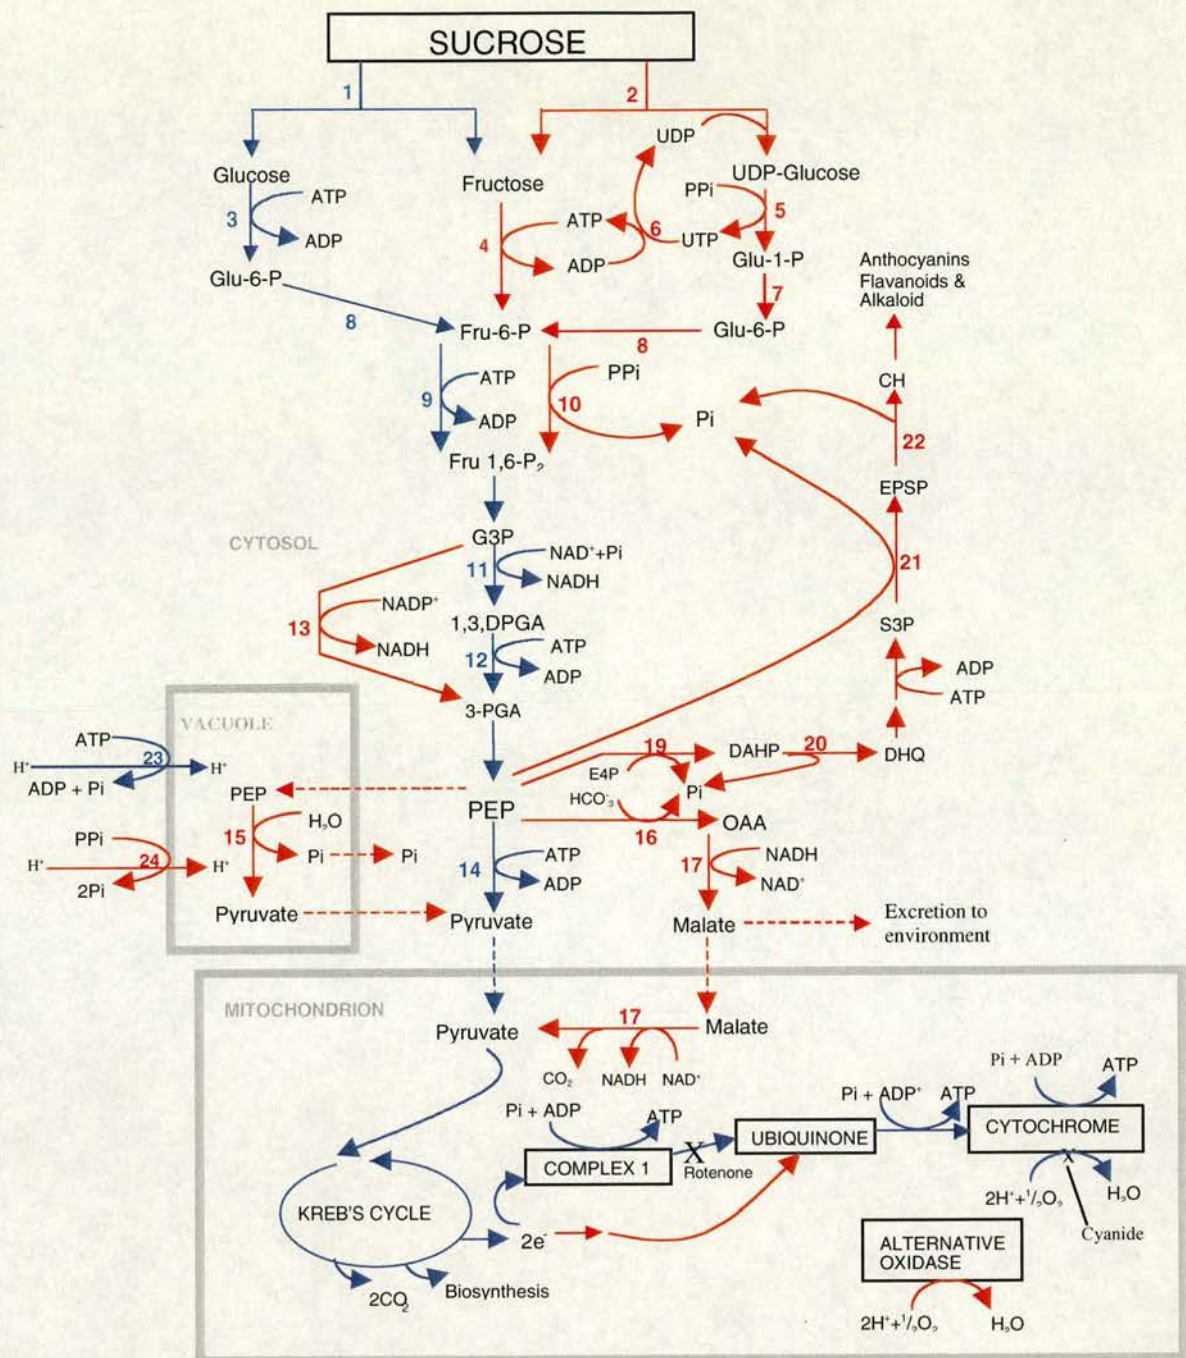 SUCROSE
1
2
UDP
Glucose
Fructose
UDP-Glucose
ATP
PPi
3
4
ATP
6
5
ADP
UTP
Glu-6-P
ADP
Glu-1-P
7
Anthocyanins
Flavanoids &
Alkaloid
8
Fru-6-P
8
Glu-6-P
ATP
PPi
CH
9
10
ADP
Pi
22
Fru 1,6-P₂
EPSP
CYTOSOL
G3P
NAD⁺+Pi
11
NADH
21
13
NADP⁺
NADH
1,3,DPGA
ATP
S3P
12
ADP
ADP
ATP
3-PGA
VACUOLE
ATP
23
H⁺
H⁺
ADP + Pi
19
DAHP
20
DHQ
E4P
Pi
PEP
HCO⁻₃
PEP
16
OAA
H₂O
PPi
15
24
H⁺
H⁺
2Pi
Pi
Pi
14
ATP
ADP
17
NADH
NAD⁺
Pyruvate
Pyruvate
Malate
Excretion to
environment
MITOCHONDRION
Pyruvate
17
Malate
CO₂
NADH
NAD⁺
Pi + ADP
ATP
Pi + ADP
ATP
Pi + ADP⁺
ATP
COMPLEX 1
X
Rotenone
UBIQUINONE
CYTOCHROME
X
2H⁺+¹/₂O₂
H₂O
Cyanide
KREB'S CYCLE
2e⁻
2CO₂
Biosynthesis
ALTERNATIVE
OXIDASE
2H⁺+¹/₂O₂
H₂O